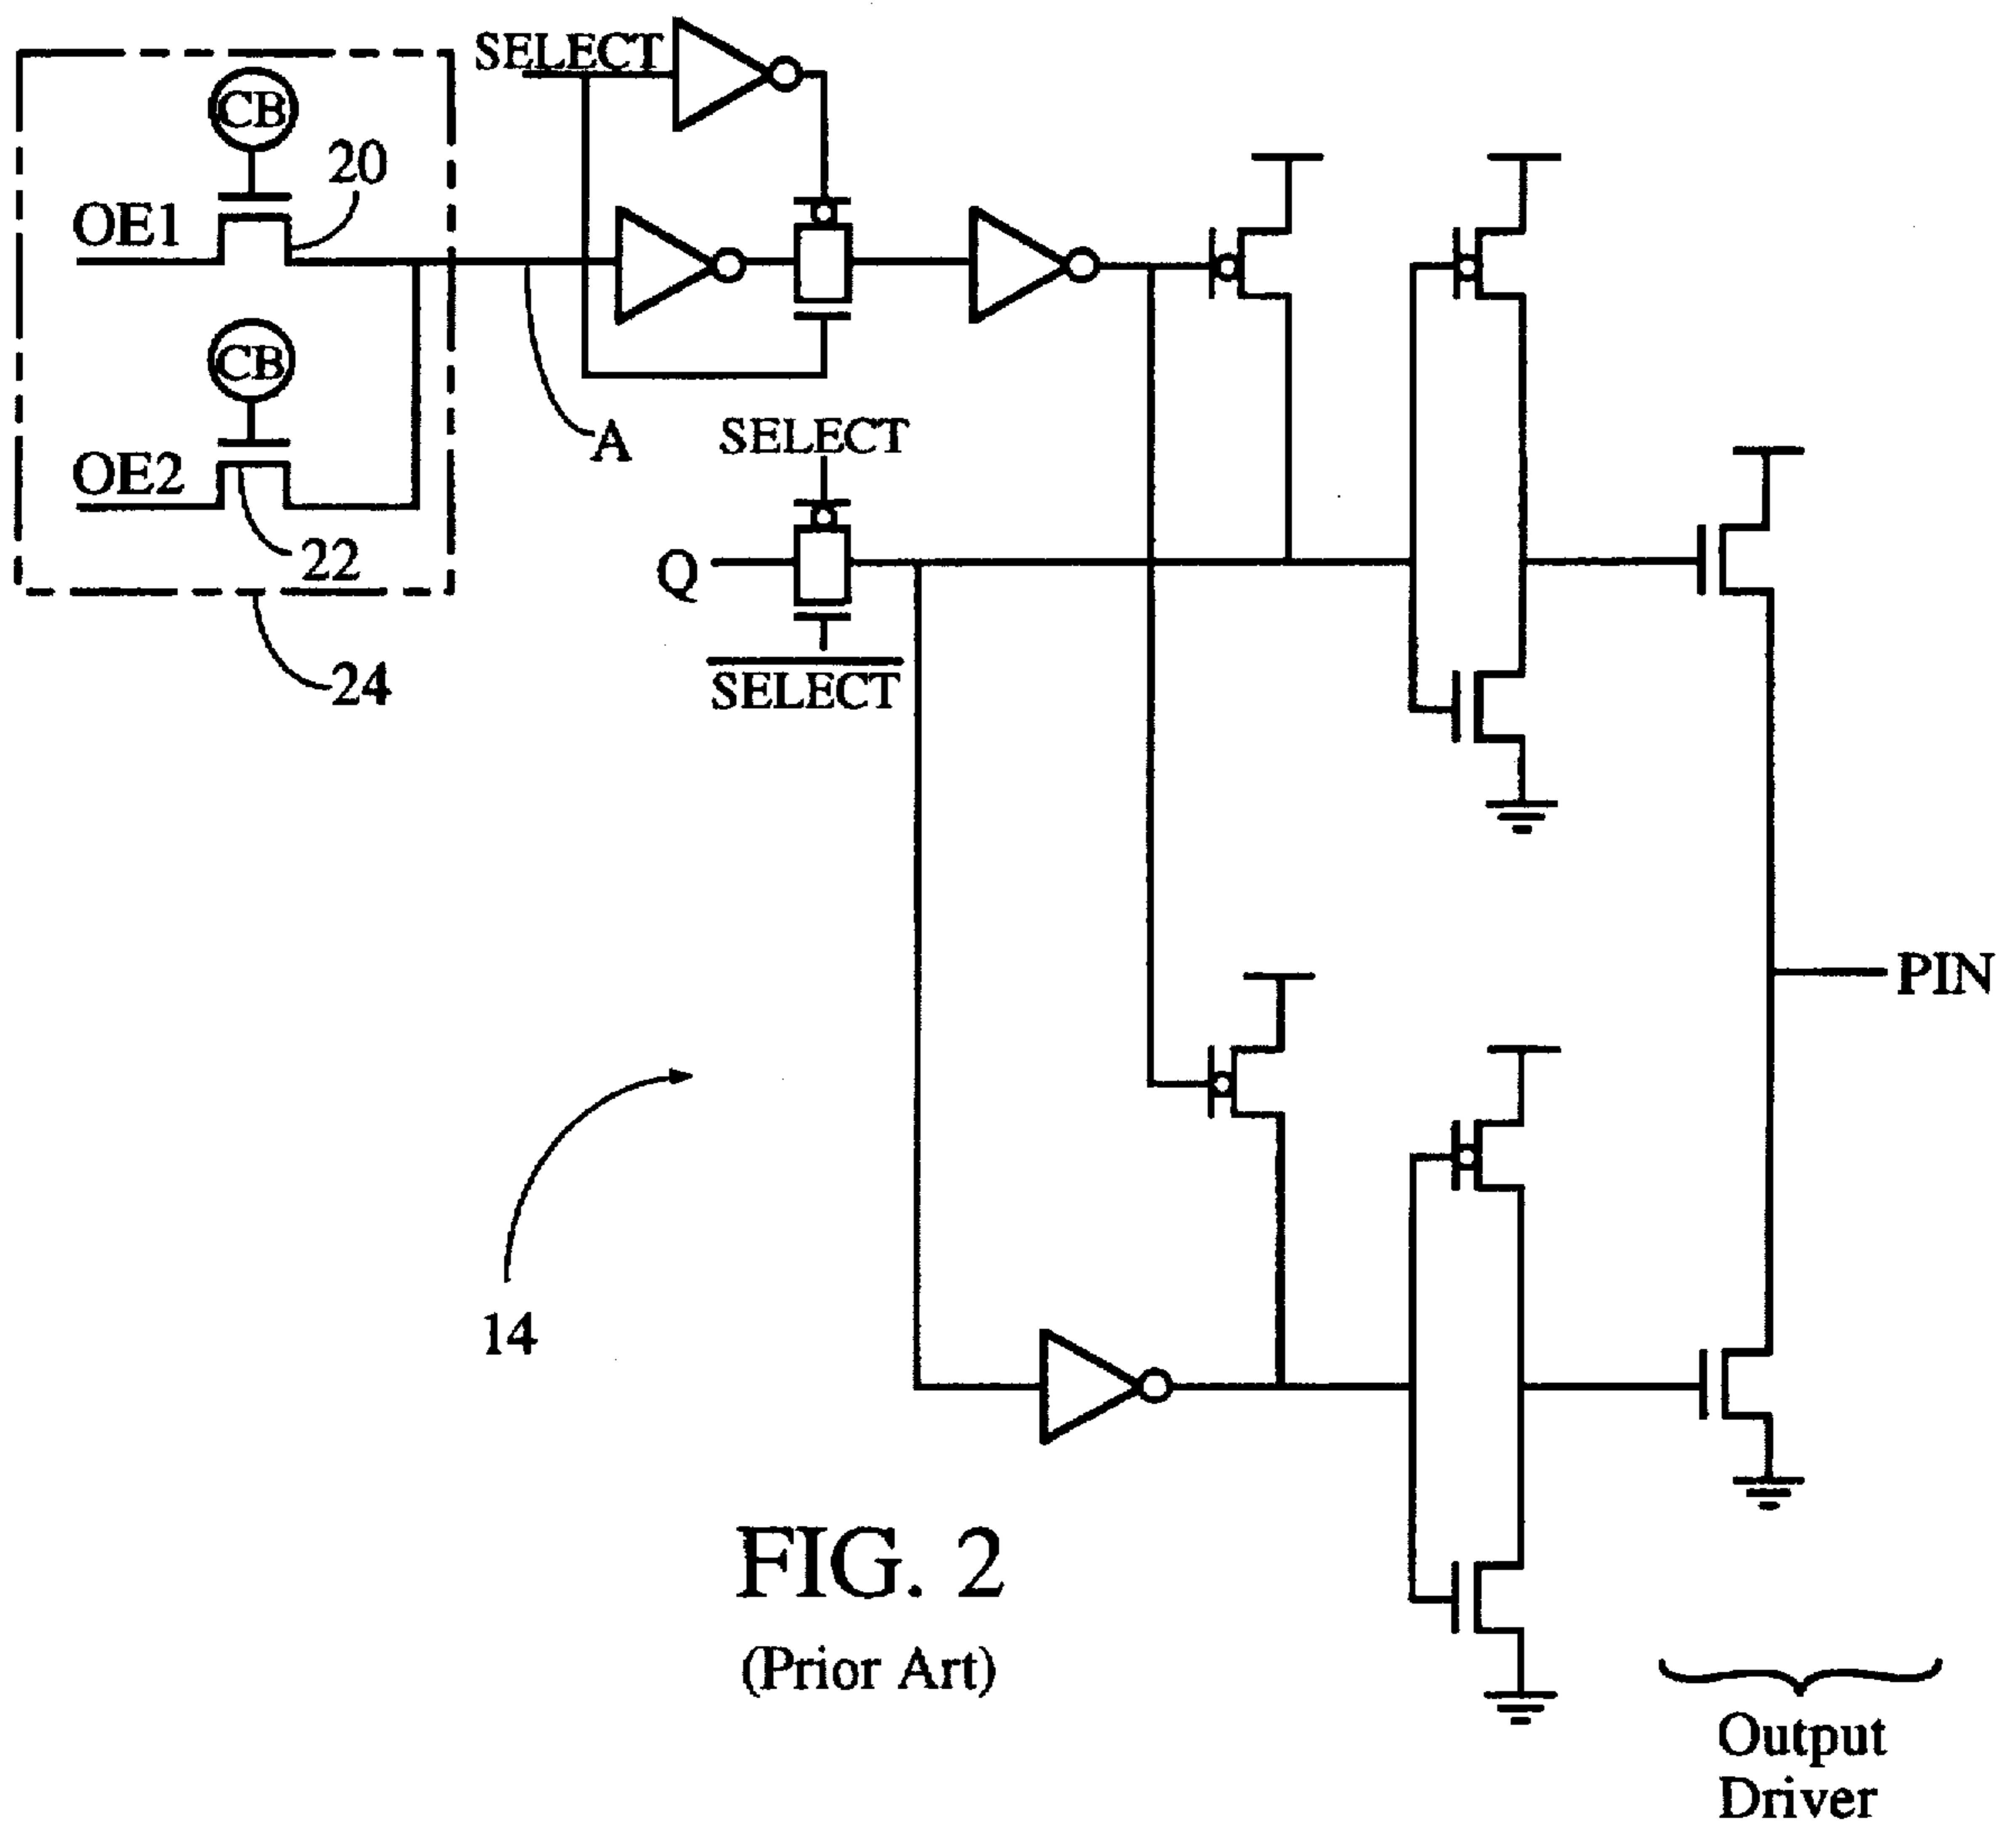 SELECT
CB
20
OE1
CB
A
SELECT
OE2
22
Q
24
SELECT
PIN
14
FIG. 2
(Prior Art)
Output
Driver